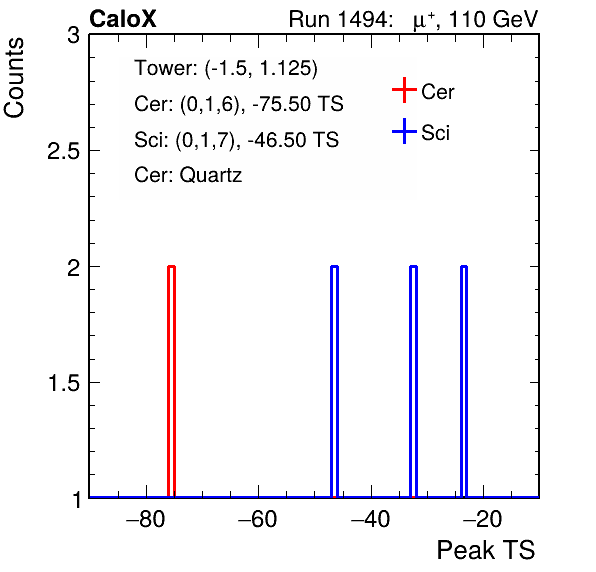 CaloX Run 1494: μ⁺, 110 GeV
Counts
3
2.5
2
1.5
1
Tower: (-1.5, 1.125)
Cer: (0,1,6), -75.50 TS
Sci: (0,1,7), -46.50 TS
Cer: Quartz
Cer
Sci
−80 −60 −40 −20
Peak TS